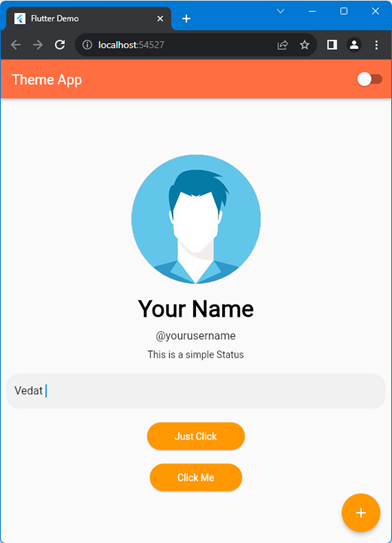 Flutter Demo
localhost:54527
Theme App
Your Name
@yourusername
This is a simple Status
Vedat
Just Click
Click Me